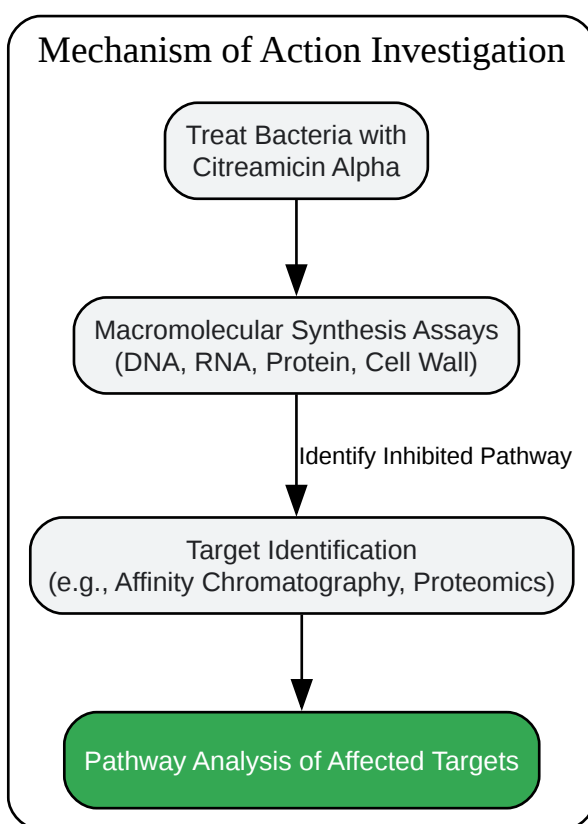 Mechanism of Action Investigation
Treat Bacteria with
Citreamicin Alpha
Macromolecular Synthesis Assays
(DNA, RNA, Protein, Cell Wall)
Identify Inhibited Pathway
Target Identification
(e.g., Affinity Chromatography, Proteomics)
Pathway Analysis of Affected Targets